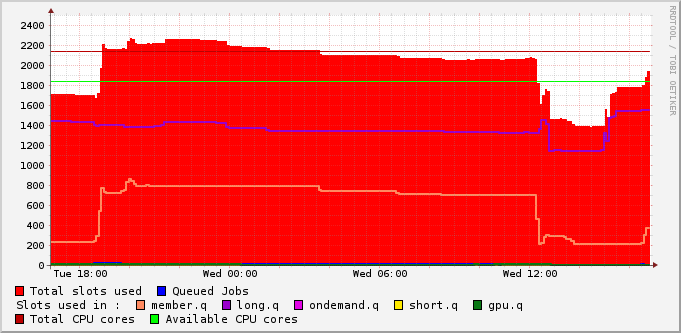 2400
2200
2000
1800
1600
1400
1200
1000
800
600
400
200
0
Tue 18:00 Wed 00:00 Wed 06:00 Wed 12:00
Total slots used Queued Jobs
Slots used in : member.q long.q ondemand.q short.q gpu.q
Total CPU cores Available CPU cores
RRDTOOL / TOBI OETIKER